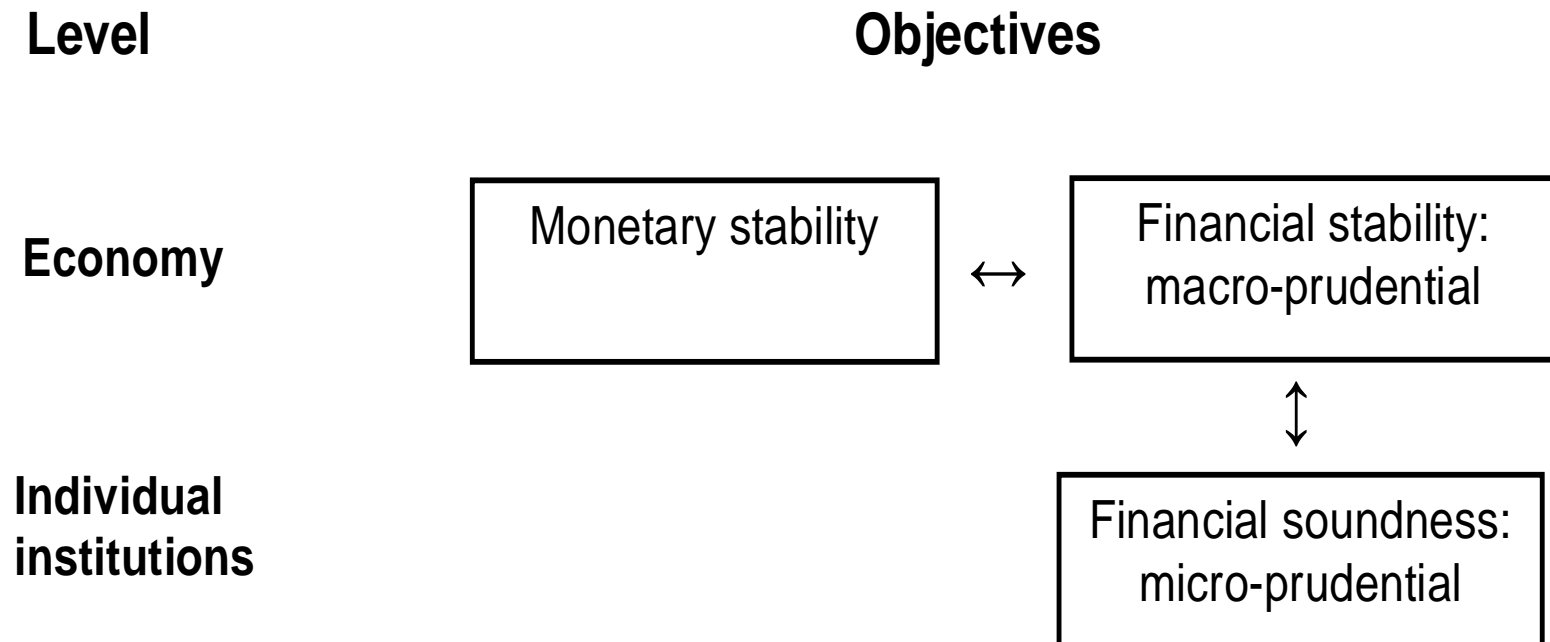 Level
Objectives
Economy
Monetary stability
↔
Financial stability:
macro-prudential
↕
Individual
institutions
Financial soundness:
micro-prudential